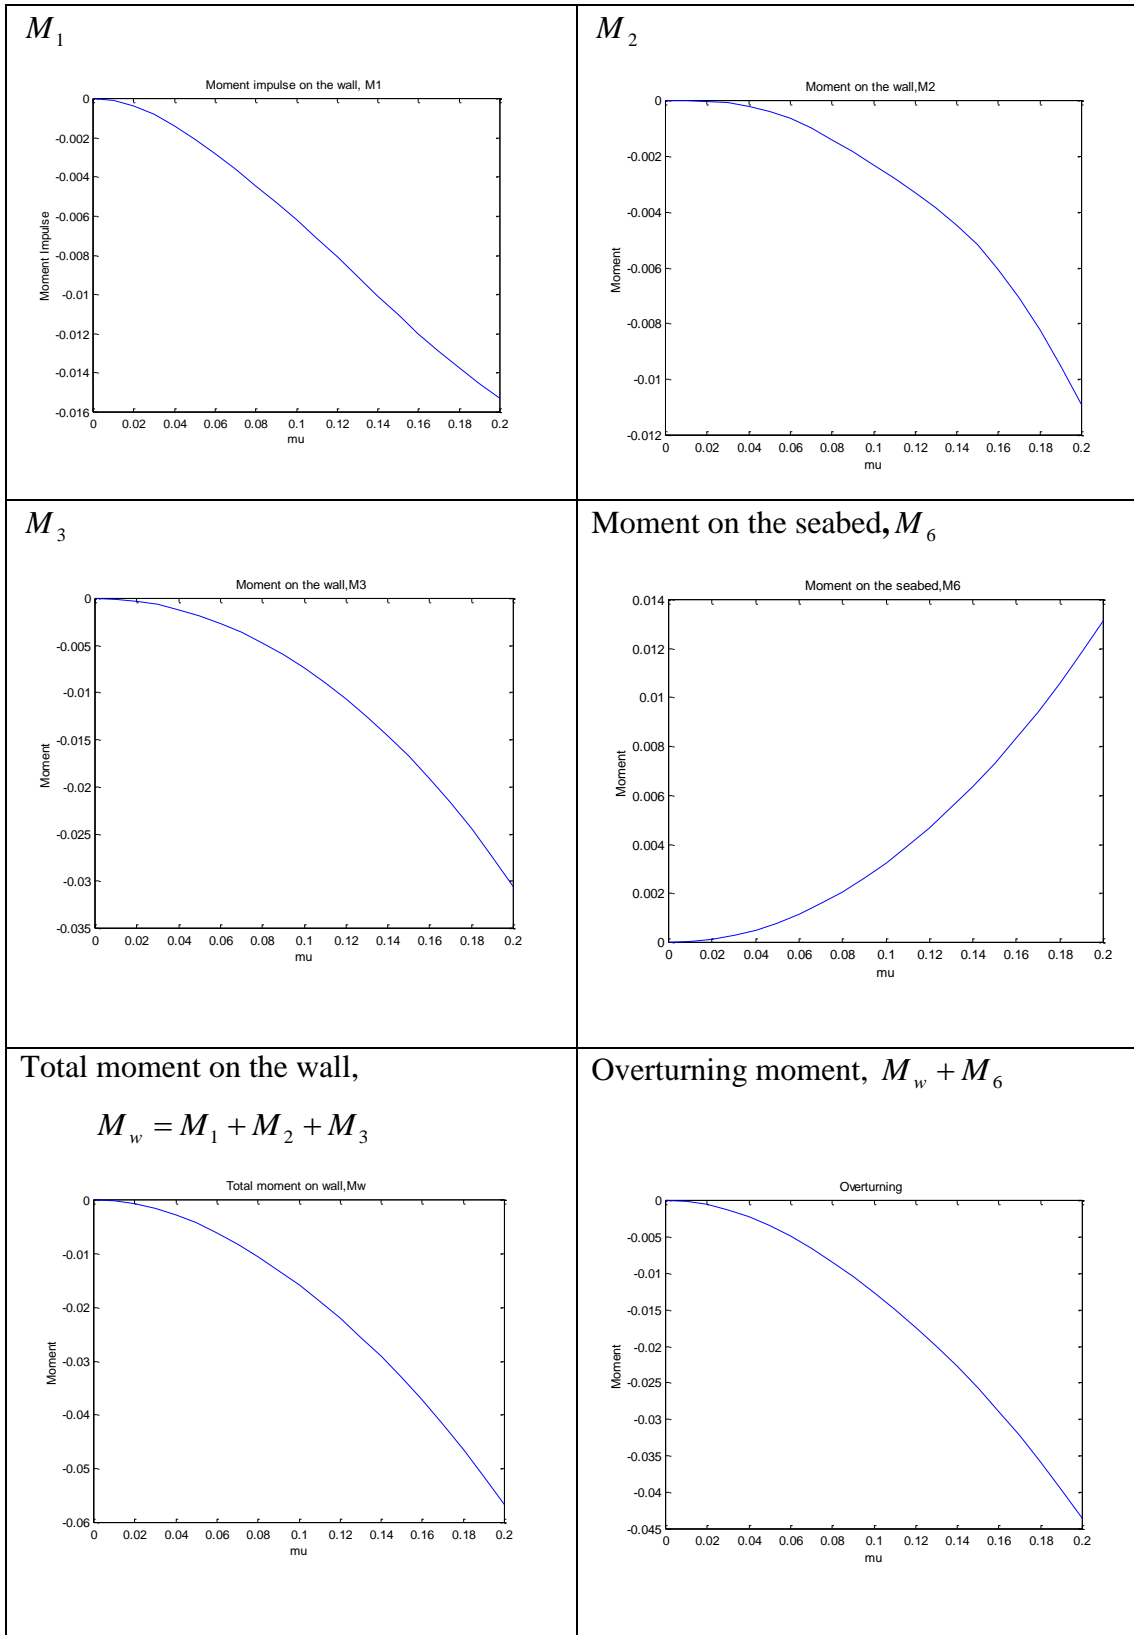 M1
Moment impulse on the wall, M1
Moment Impulse
0
-0.002
-0.004
-0.006
-0.008
-0.01
-0.012
-0.014
-0.016
0 0.02 0.04 0.06 0.08 0.1 0.12 0.14 0.16 0.18 0.2
mu
M2
Moment on the wall,M2
Moment
0
-0.002
-0.004
-0.006
-0.008
-0.01
-0.012
0 0.02 0.04 0.06 0.08 0.1 0.12 0.14 0.16 0.18 0.2
mu
M3
Moment on the wall,M3
Moment
0
-0.005
-0.01
-0.015
-0.02
-0.025
-0.03
-0.035
0 0.02 0.04 0.06 0.08 0.1 0.12 0.14 0.16 0.18 0.2
mu
Moment on the seabed, M6
Moment on the seabed,M6
Moment
0.014
0.012
0.01
0.008
0.006
0.004
0.002
0
0 0.02 0.04 0.06 0.08 0.1 0.12 0.14 0.16 0.18 0.2
mu
Total moment on the wall,
Mw = M1 + M2 + M3
Total moment on wall,Mw
Moment
0
-0.01
-0.02
-0.03
-0.04
-0.05
-0.06
0 0.02 0.04 0.06 0.08 0.1 0.12 0.14 0.16 0.18 0.2
mu
Overturning moment, Mw + M6
Overturning
Moment
0
-0.005
-0.01
-0.015
-0.02
-0.025
-0.03
-0.035
-0.04
-0.045
0 0.02 0.04 0.06 0.08 0.1 0.12 0.14 0.16 0.18 0.2
mu